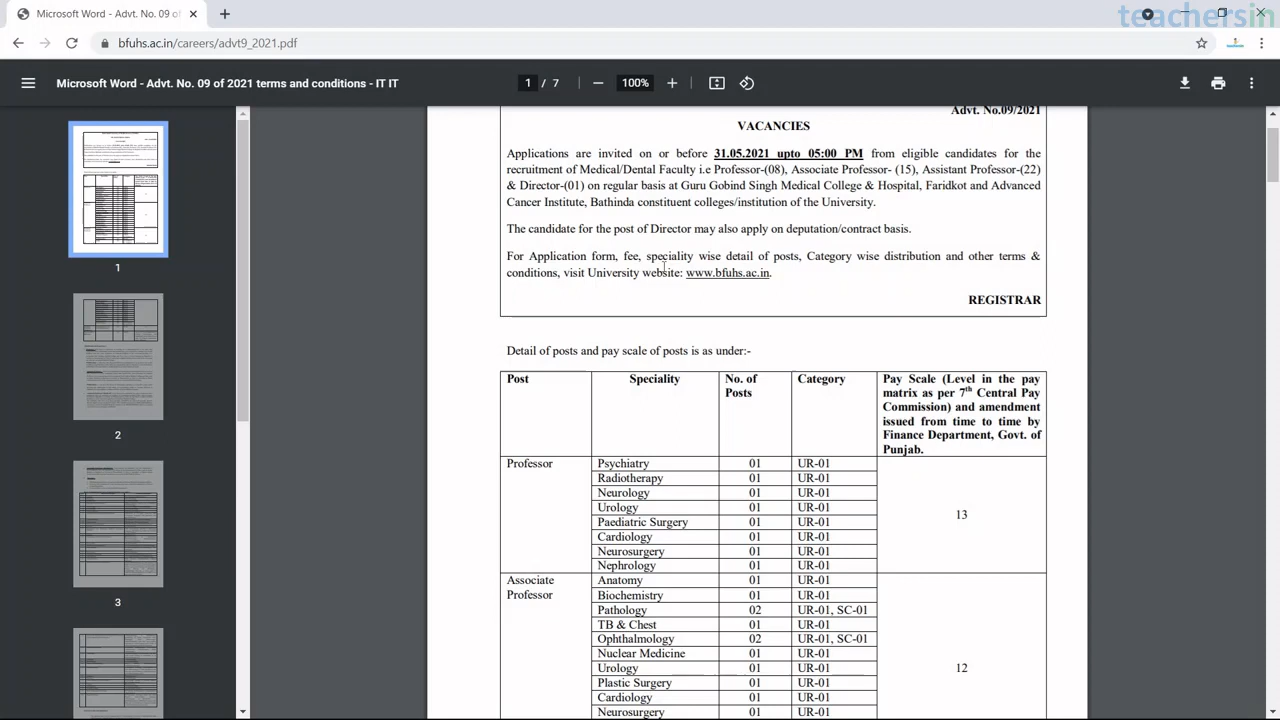 teachersin
Microsoft Word - Advt. No. 09 of
bfuhs.ac.in/careers/advt9_2021.pdf
Microsoft Word - Advt. No. 09 of 2021 terms and conditions - IT IT
1 / 7
100%
1
2
3
Advt. No.09/2021
VACANCIES
Applications are invited on or before 31.05.2021 upto 05:00 PM from eligible candidates for the
recruitment of Medical/Dental Faculty i.e Professor-(08), Associate Professor- (15), Assistant Professor-(22)
& Director-(01) on regular basis at Guru Gobind Singh Medical College & Hospital, Faridkot and Advanced
Cancer Institute, Bathinda constituent colleges/institution of the University.
The candidate for the post of Director may also apply on deputation/contract basis.
For Application form, fee, speciality wise detail of posts, Category wise distribution and other terms &
conditions, visit University website: www.bfuhs.ac.in.
REGISTRAR
Detail of posts and pay scale of posts is as under:-
Post Speciality No. of Posts Category Pay Scale (Level in the pay
matrix as per 7th Central Pay
Commission) and amendment
issued from time to time by
Finance Department, Govt. of
Punjab.
Professor Psychiatry 01 UR-01
Radiotherapy 01 UR-01
Neurology 01 UR-01
Urology 01 UR-01
13
Paediatric Surgery 01 UR-01
Cardiology 01 UR-01
Neurosurgery 01 UR-01
Nephrology 01 UR-01
Associate Professor Anatomy 01 UR-01
Biochemistry 01 UR-01
Pathology 02 UR-01, SC-01
TB & Chest 01 UR-01
Ophthalmology 02 UR-01, SC-01
Nuclear Medicine 01 UR-01
Urology 01 UR-01 12
Plastic Surgery 01 UR-01
Cardiology 01 UR-01
Neurosurgery 01 UR-01